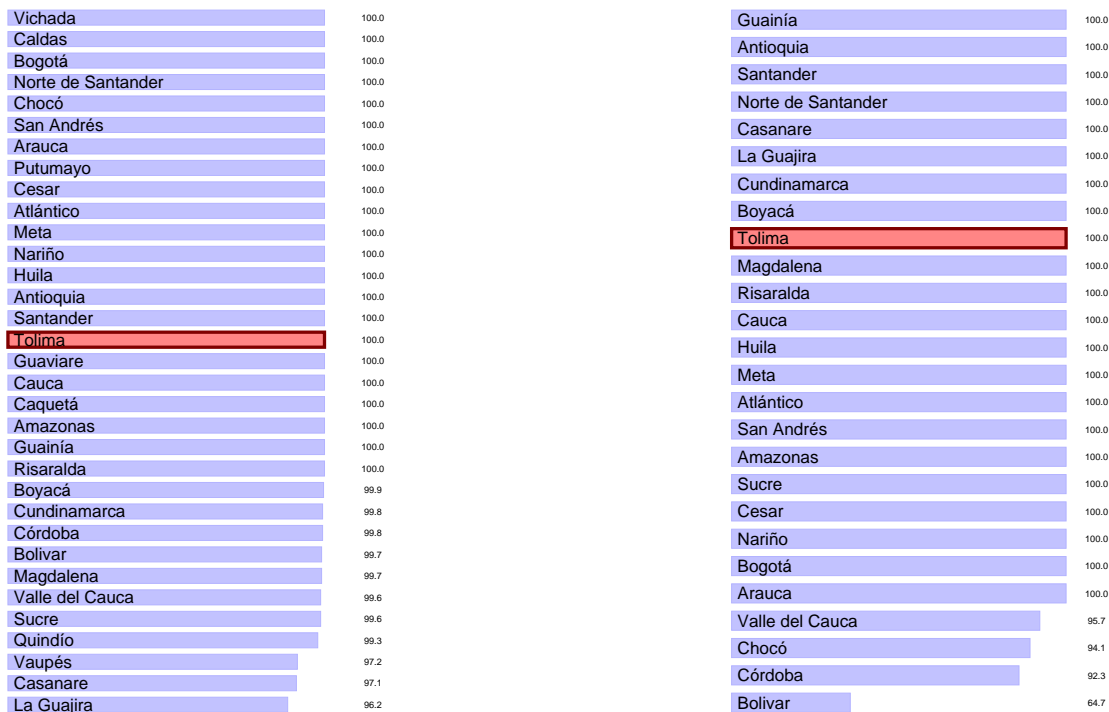 Vichada 100.0
Caldas 100.0
Bogotá 100.0
Norte de Santander 100.0
Chocó 100.0
San Andrés 100.0
Arauca 100.0
Putumayo 100.0
Cesar 100.0
Atlántico 100.0
Meta 100.0
Nariño 100.0
Huila 100.0
Antioquia 100.0
Santander 100.0
Tolima 100.0
Guaviare 100.0
Cauca 100.0
Caquetá 100.0
Amazonas 100.0
Guainía 100.0
Risaralda 100.0
Boyacá 99.9
Cundinamarca 99.8
Córdoba 99.8
Bolivar 99.7
Magdalena 99.7
Valle del Cauca 99.6
Sucre 99.6
Quindío 99.3
Vaupés 97.2
Casanare 97.1
La Guajira 96.2
Guainía 100.0
Antioquia 100.0
Santander 100.0
Norte de Santander 100.0
Casanare 100.0
La Guajira 100.0
Cundinamarca 100.0
Boyacá 100.0
Tolima 100.0
Magdalena 100.0
Risaralda 100.0
Cauca 100.0
Huila 100.0
Meta 100.0
Atlántico 100.0
San Andrés 100.0
Amazonas 100.0
Sucre 100.0
Cesar 100.0
Nariño 100.0
Bogotá 100.0
Arauca 100.0
Valle del Cauca 95.7
Chocó 94.1
Córdoba 92.3
Bolivar 64.7